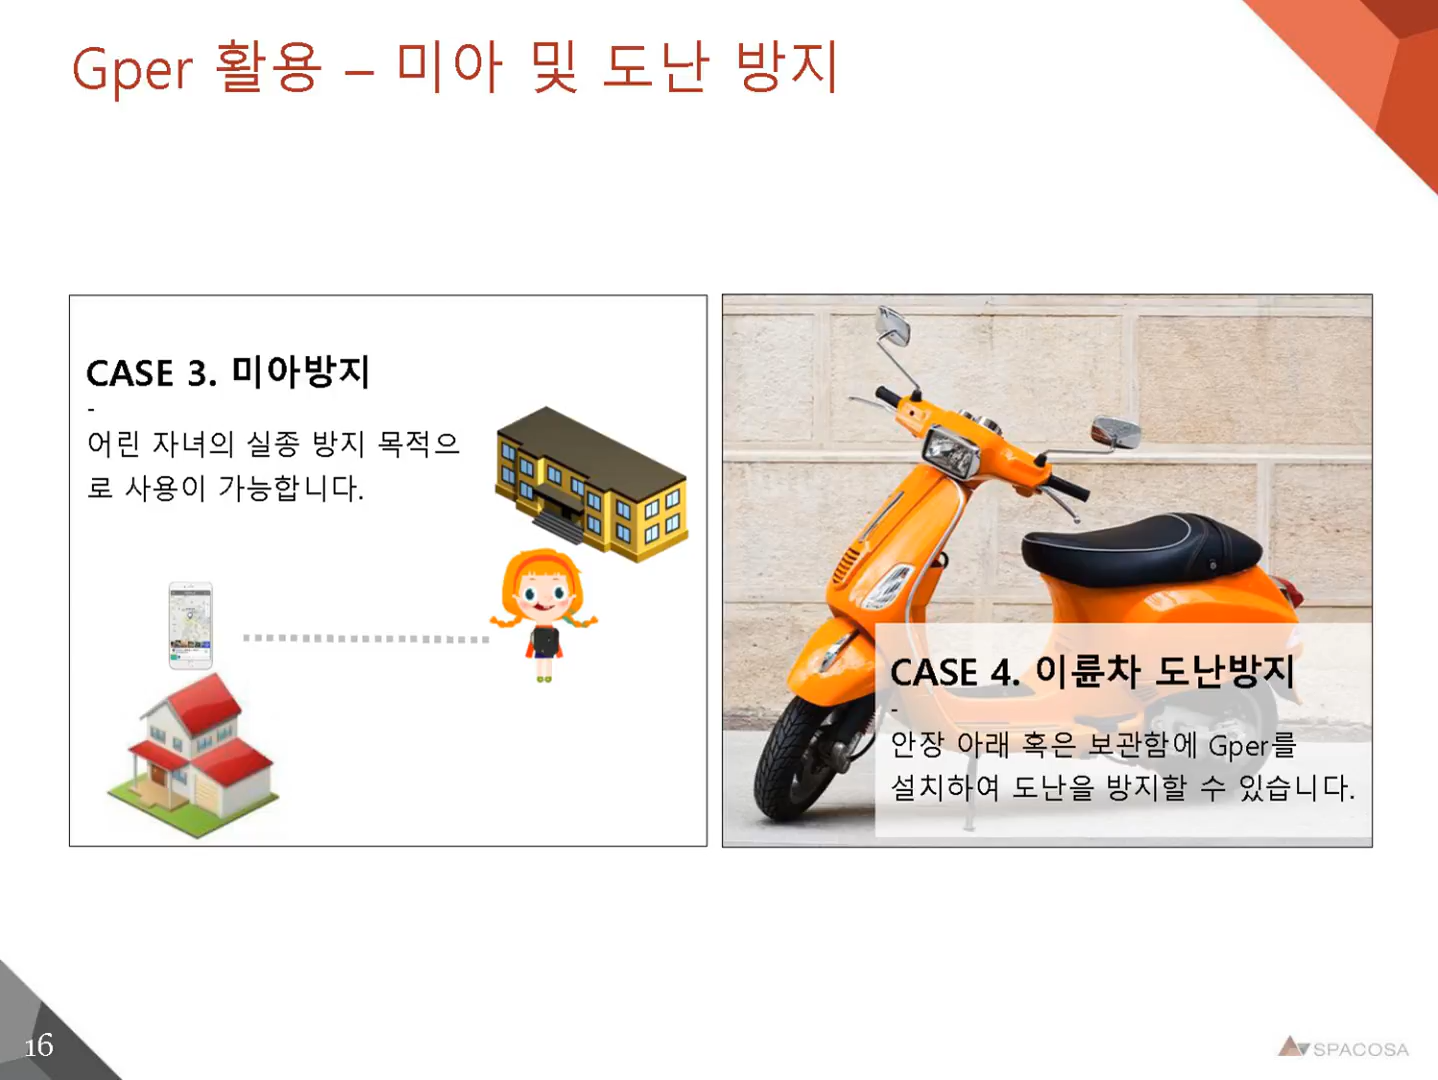 Gper 활용 – 미아 및 도난 방지
CASE 3. 미아방지
-
어린 자녀의 실종 방지 목적으
로 사용이 가능합니다.
CASE 4. 이륜차 도난방지
-
안장 아래 혹은 보관함에 Gper를
설치하여 도난을 방지할 수 있습니다.
16
SPACOSA